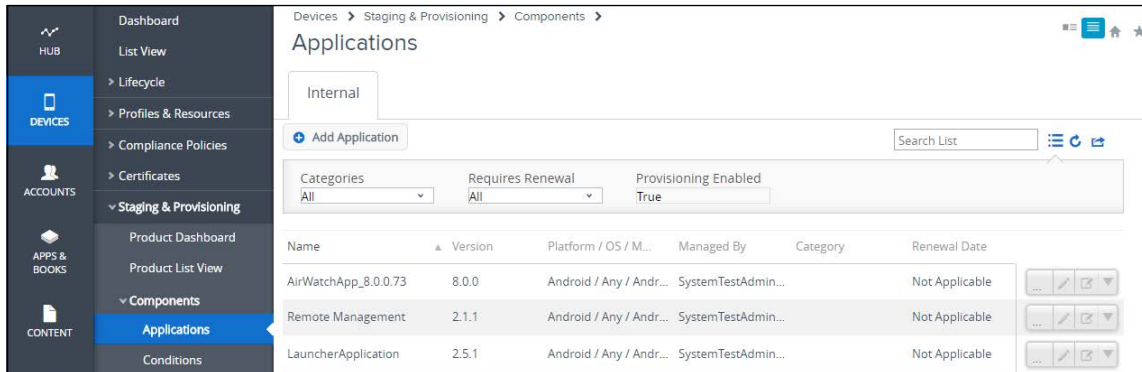 HUB
DEVICES
ACCOUNTS
APPS &
BOOKS
CONTENT
Dashboard
List View
> Lifecycle
> Profiles & Resources
> Compliance Policies
> Certificates
Staging & Provisioning
Product Dashboard
Product List View
Components
Applications
Conditions
Devices > Staging & Provisioning > Components >
Applications
Internal
Add Application
Search List
Categories Requires Renewal Provisioning Enabled
All All True
Name Version Platform / OS / M... Managed By Category Renewal Date
AirWatchApp_8.0.0.73 8.0.0 Android / Any / Andr... SystemTestAdmin... Not Applicable ...
Remote Management 2.1.1 Android / Any / Andr... SystemTestAdmin... Not Applicable ...
LauncherApplication 2.5.1 Android / Any / Andr... SystemTestAdmin... Not Applicable ...